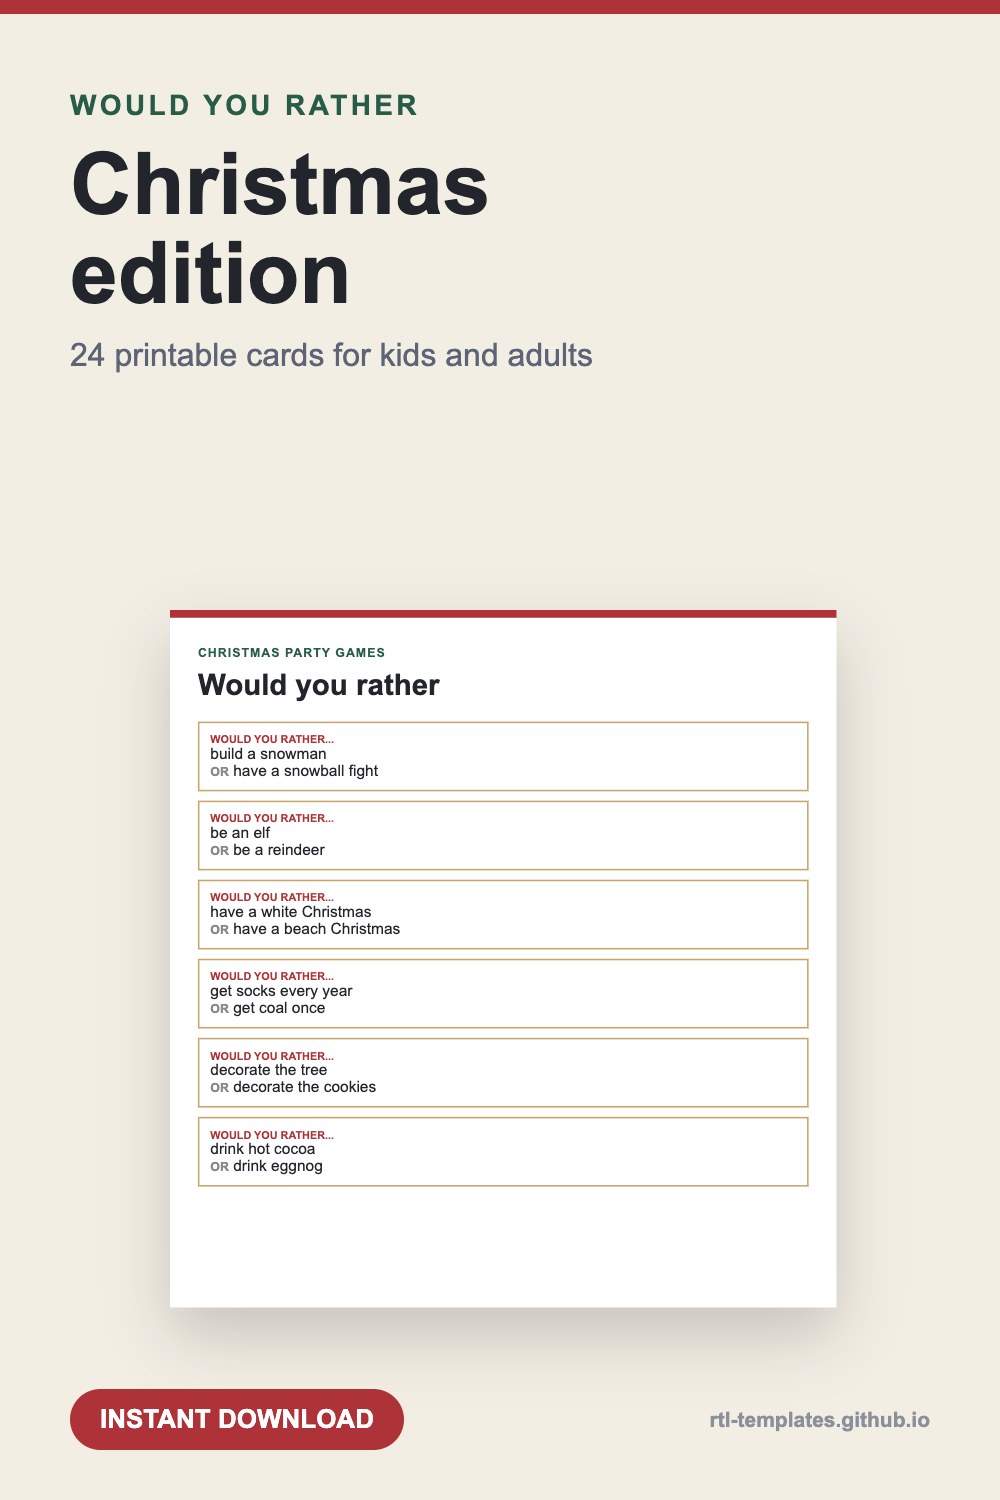 WOULD YOU RATHER
Christmas
edition
24 printable cards for kids and adults
CHRISTMAS PARTY GAMES
Would you rather
WOULD YOU RATHER...
build a snowman
OR have a snowball fight
WOULD YOU RATHER...
be an elf
OR be a reindeer
WOULD YOU RATHER...
have a white Christmas
OR have a beach Christmas
WOULD YOU RATHER...
get socks every year
OR get coal once
WOULD YOU RATHER...
decorate the tree
OR decorate the cookies
WOULD YOU RATHER...
drink hot cocoa
OR drink eggnog
INSTANT DOWNLOAD
rtl-templates.github.io